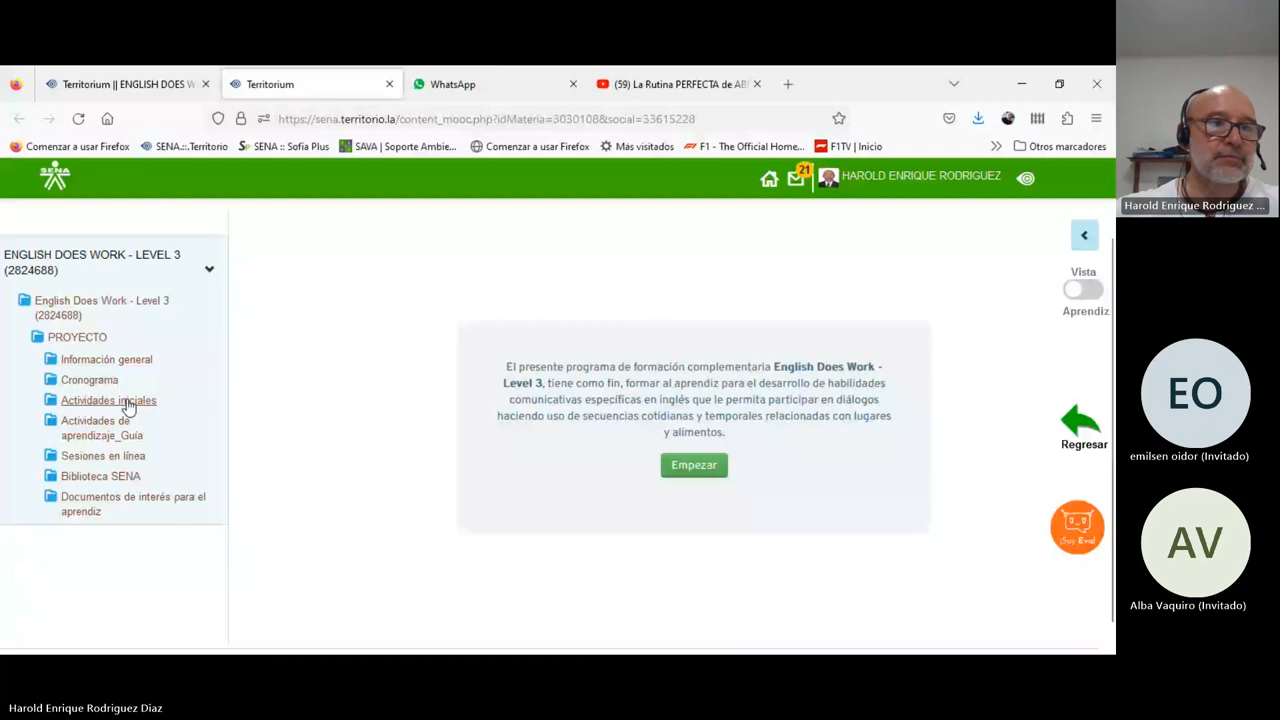 Territorium || ENGLISH DOES W
Territorium
WhatsApp
(59) La Rutina PERFECTA de AB
https://sena.territorio.la/content_mooc.php?idMateria=3030108&social=33615228
Comenzar a usar Firefox
SENA.::.Territorio
SENA :: Sofia Plus
SAVA | Soporte Ambie...
Comenzar a usar Firefox
Más visitados
F1 - The Official Home...
F1TV | Inicio
Otros marcadores
SENA
21
HAROLD ENRIQUE RODRIGUEZ
Harold Enrique Rodriguez ...
ENGLISH DOES WORK - LEVEL 3
(2824688)
English Does Work - Level 3
(2824688)
PROYECTO
Información general
Cronograma
Actividades iniciales
Actividades de
aprendizaje_Guía
Sesiones en línea
Biblioteca SENA
Documentos de interés para el
aprendiz
El presente programa de formación complementaria English Does Work -
Level 3, tiene como fin, formar al aprendiz para el desarrollo de habilidades
comunicativas específicas en inglés que le permita participar en diálogos
haciendo uso de secuencias cotidianas y temporales relacionadas con lugares
y alimentos.
Empezar
Vista
Aprendiz
Regresar
¡Soy Eva!
EO
emilsen oidor (Invitado)
AV
Alba Vaquiro (Invitado)
Harold Enrique Rodriguez Diaz